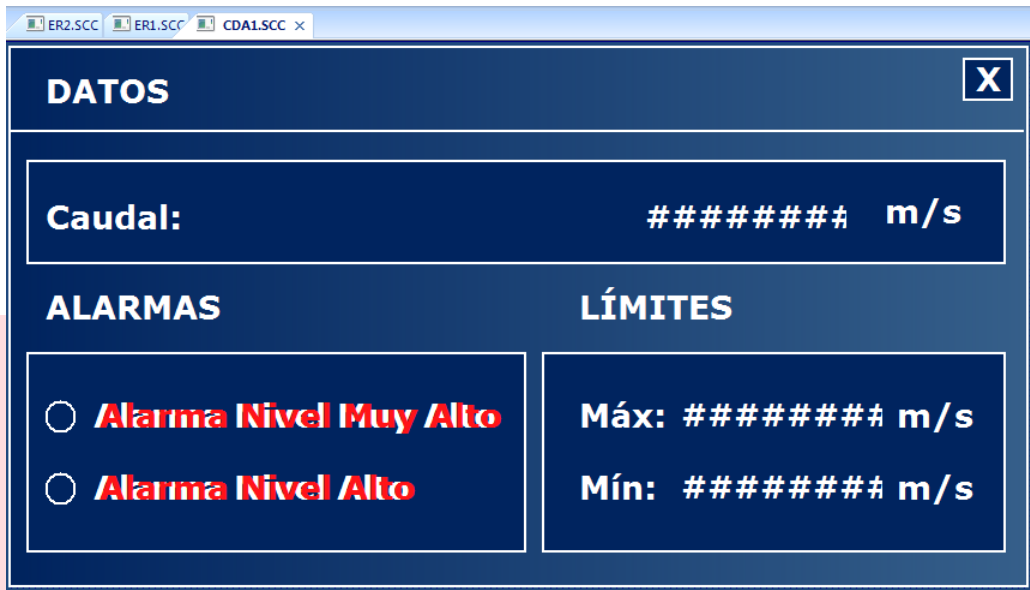 ER2.SCC ER1.SCC CDA1.SCC ×
DATOS X
Caudal: ######## m/s
ALARMAS LÍMITES
Alarma Nivel Muy Alto Máx: ######## m/s
Alarma Nivel Alto Mín: ######## m/s